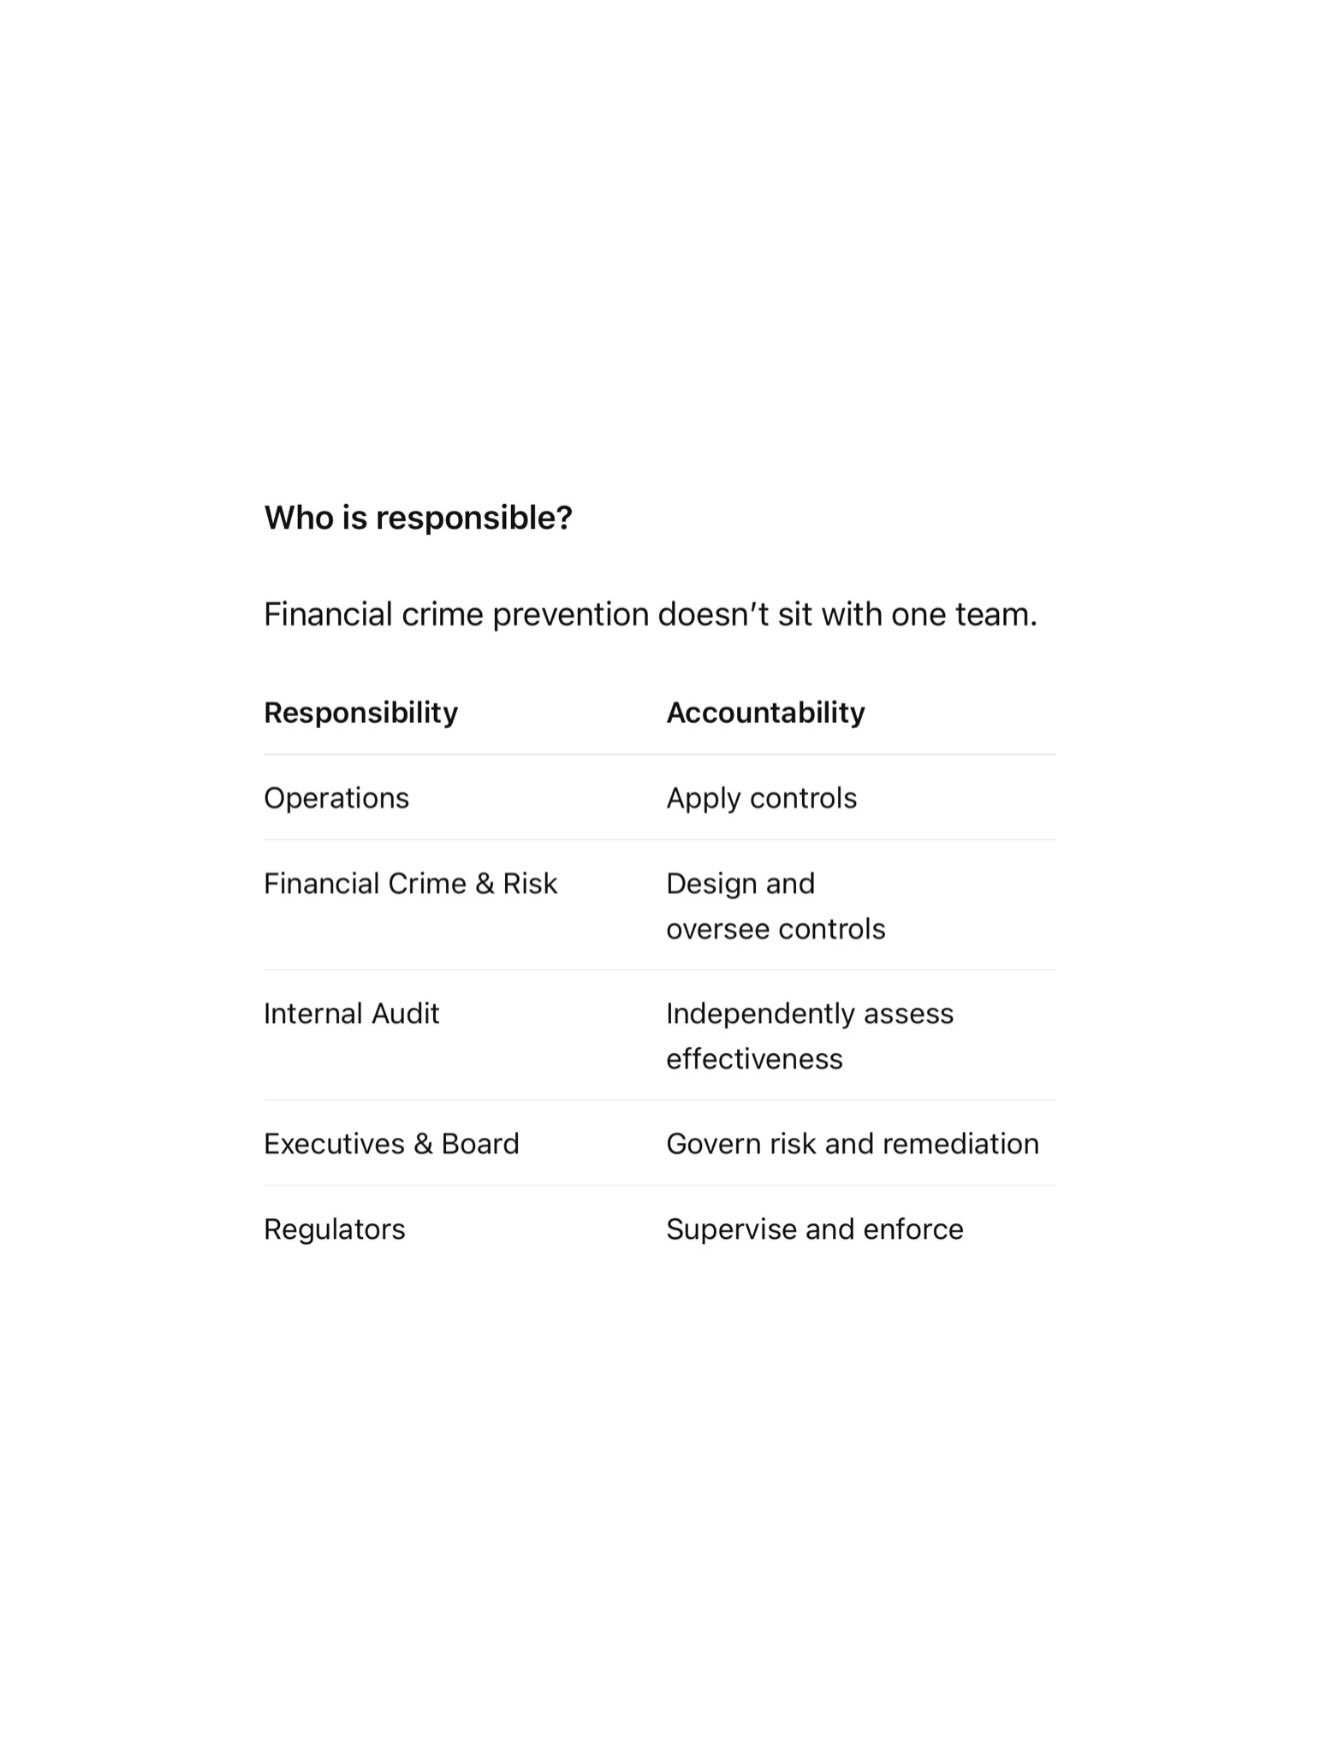 Who is responsible?
Financial crime prevention doesn’t sit with one team.
Responsibility Accountability
Operations Apply controls
Financial Crime & Risk Design and
oversee controls
Internal Audit Independently assess
effectiveness
Executives & Board Govern risk and remediation
Regulators Supervise and enforce